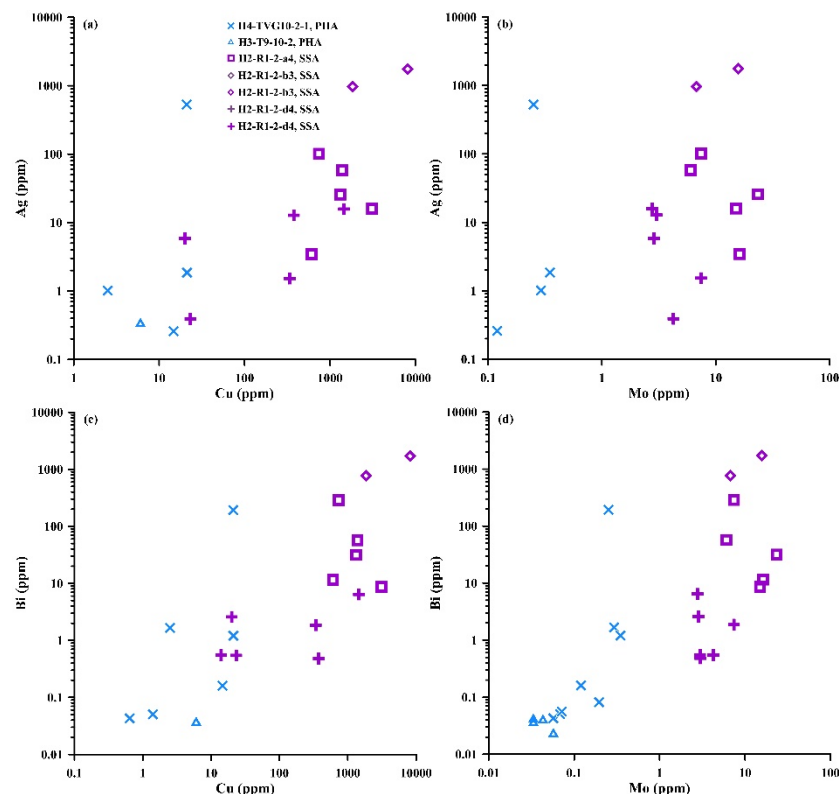 (a)
H4-TVG10-2-1, PHA
H3-T9-10-2, PHA
H2-R1-2-a4, SSA
H2-R1-2-b3, SSA
H2-R1-2-b3, SSA
H2-R1-2-d4, SSA
H2-R1-2-d4, SSA
10000
1000
100
10
1
0.1
Ag (ppm)
1 10 100 1000 10000
Cu (ppm)
(b)
10000
1000
100
10
1
0.1
Ag (ppm)
0.1 1 10 100
Mo (ppm)
(c)
10000
1000
100
10
1
0.1
0.01
Bi (ppm)
0.1 1 10 100 1000 10000
Cu (ppm)
(d)
10000
1000
100
10
1
0.1
0.01
Bi (ppm)
0.01 0.1 1 10 100
Mo (ppm)